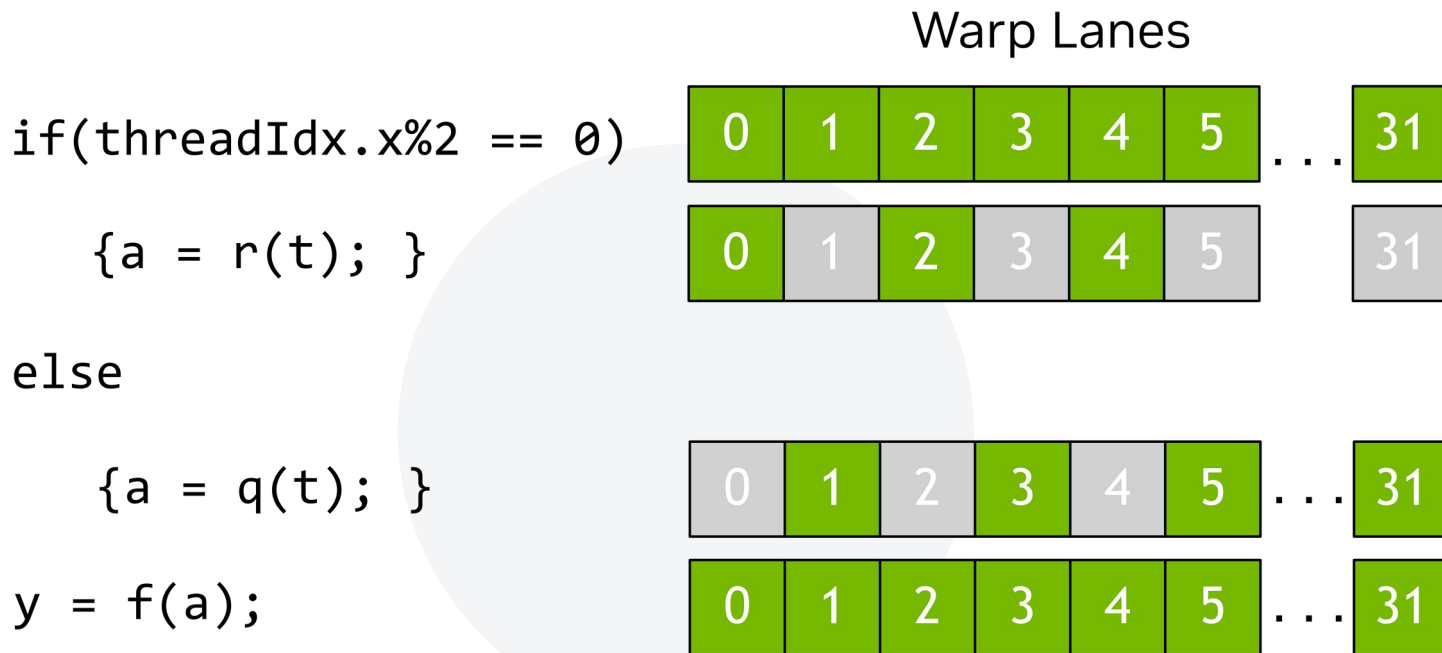 Warp Lanes
if(threadIdx.x%2 == 0) 0 1 2 3 4 5 ... 31
{a = r(t); } 0 1 2 3 4 5 31
else
{a = q(t); } 0 1 2 3 4 5 ... 31
y = f(a); 0 1 2 3 4 5 ... 31